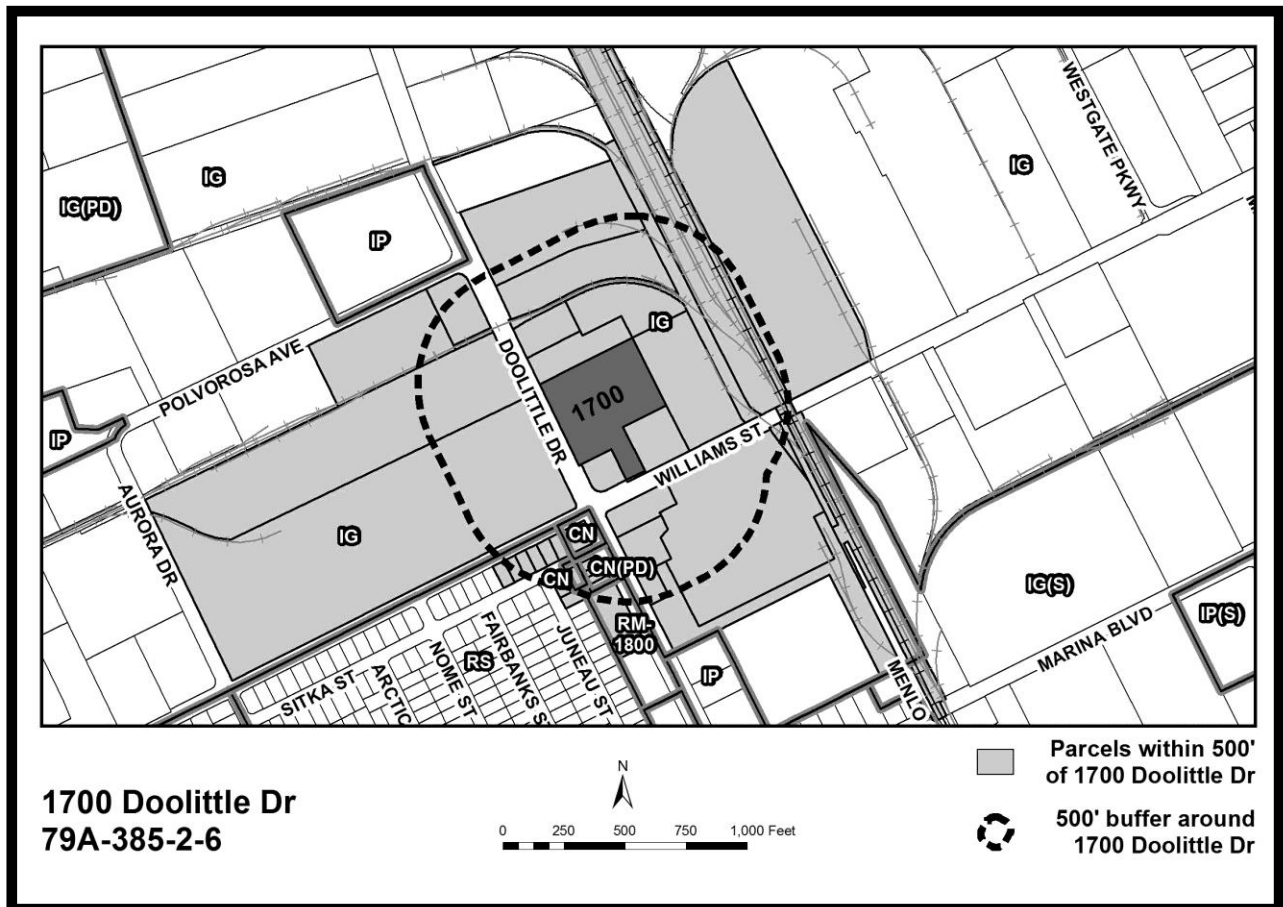 WESTGATE PKWY
IG
IG
IG(PD)
IP
IG
DOOLITTLE DR
1700
POLVOROSA AVE
IP
WILLIAMS ST
AURORA DR
IG
CN
CN
CN(PD)
RM-
1800
IG(S)
IP(S)
MARINA BLVD
MENLO
IP
RS
JUNEAU ST
FAIRBANKS S
NOME ST
ARCTIC
SITKA ST
1700 Doolittle Dr
79A-385-2-6
N
0 250 500 750 1,000 Feet
Parcels within 500'
of 1700 Doolittle Dr
500' buffer around
1700 Doolittle Dr